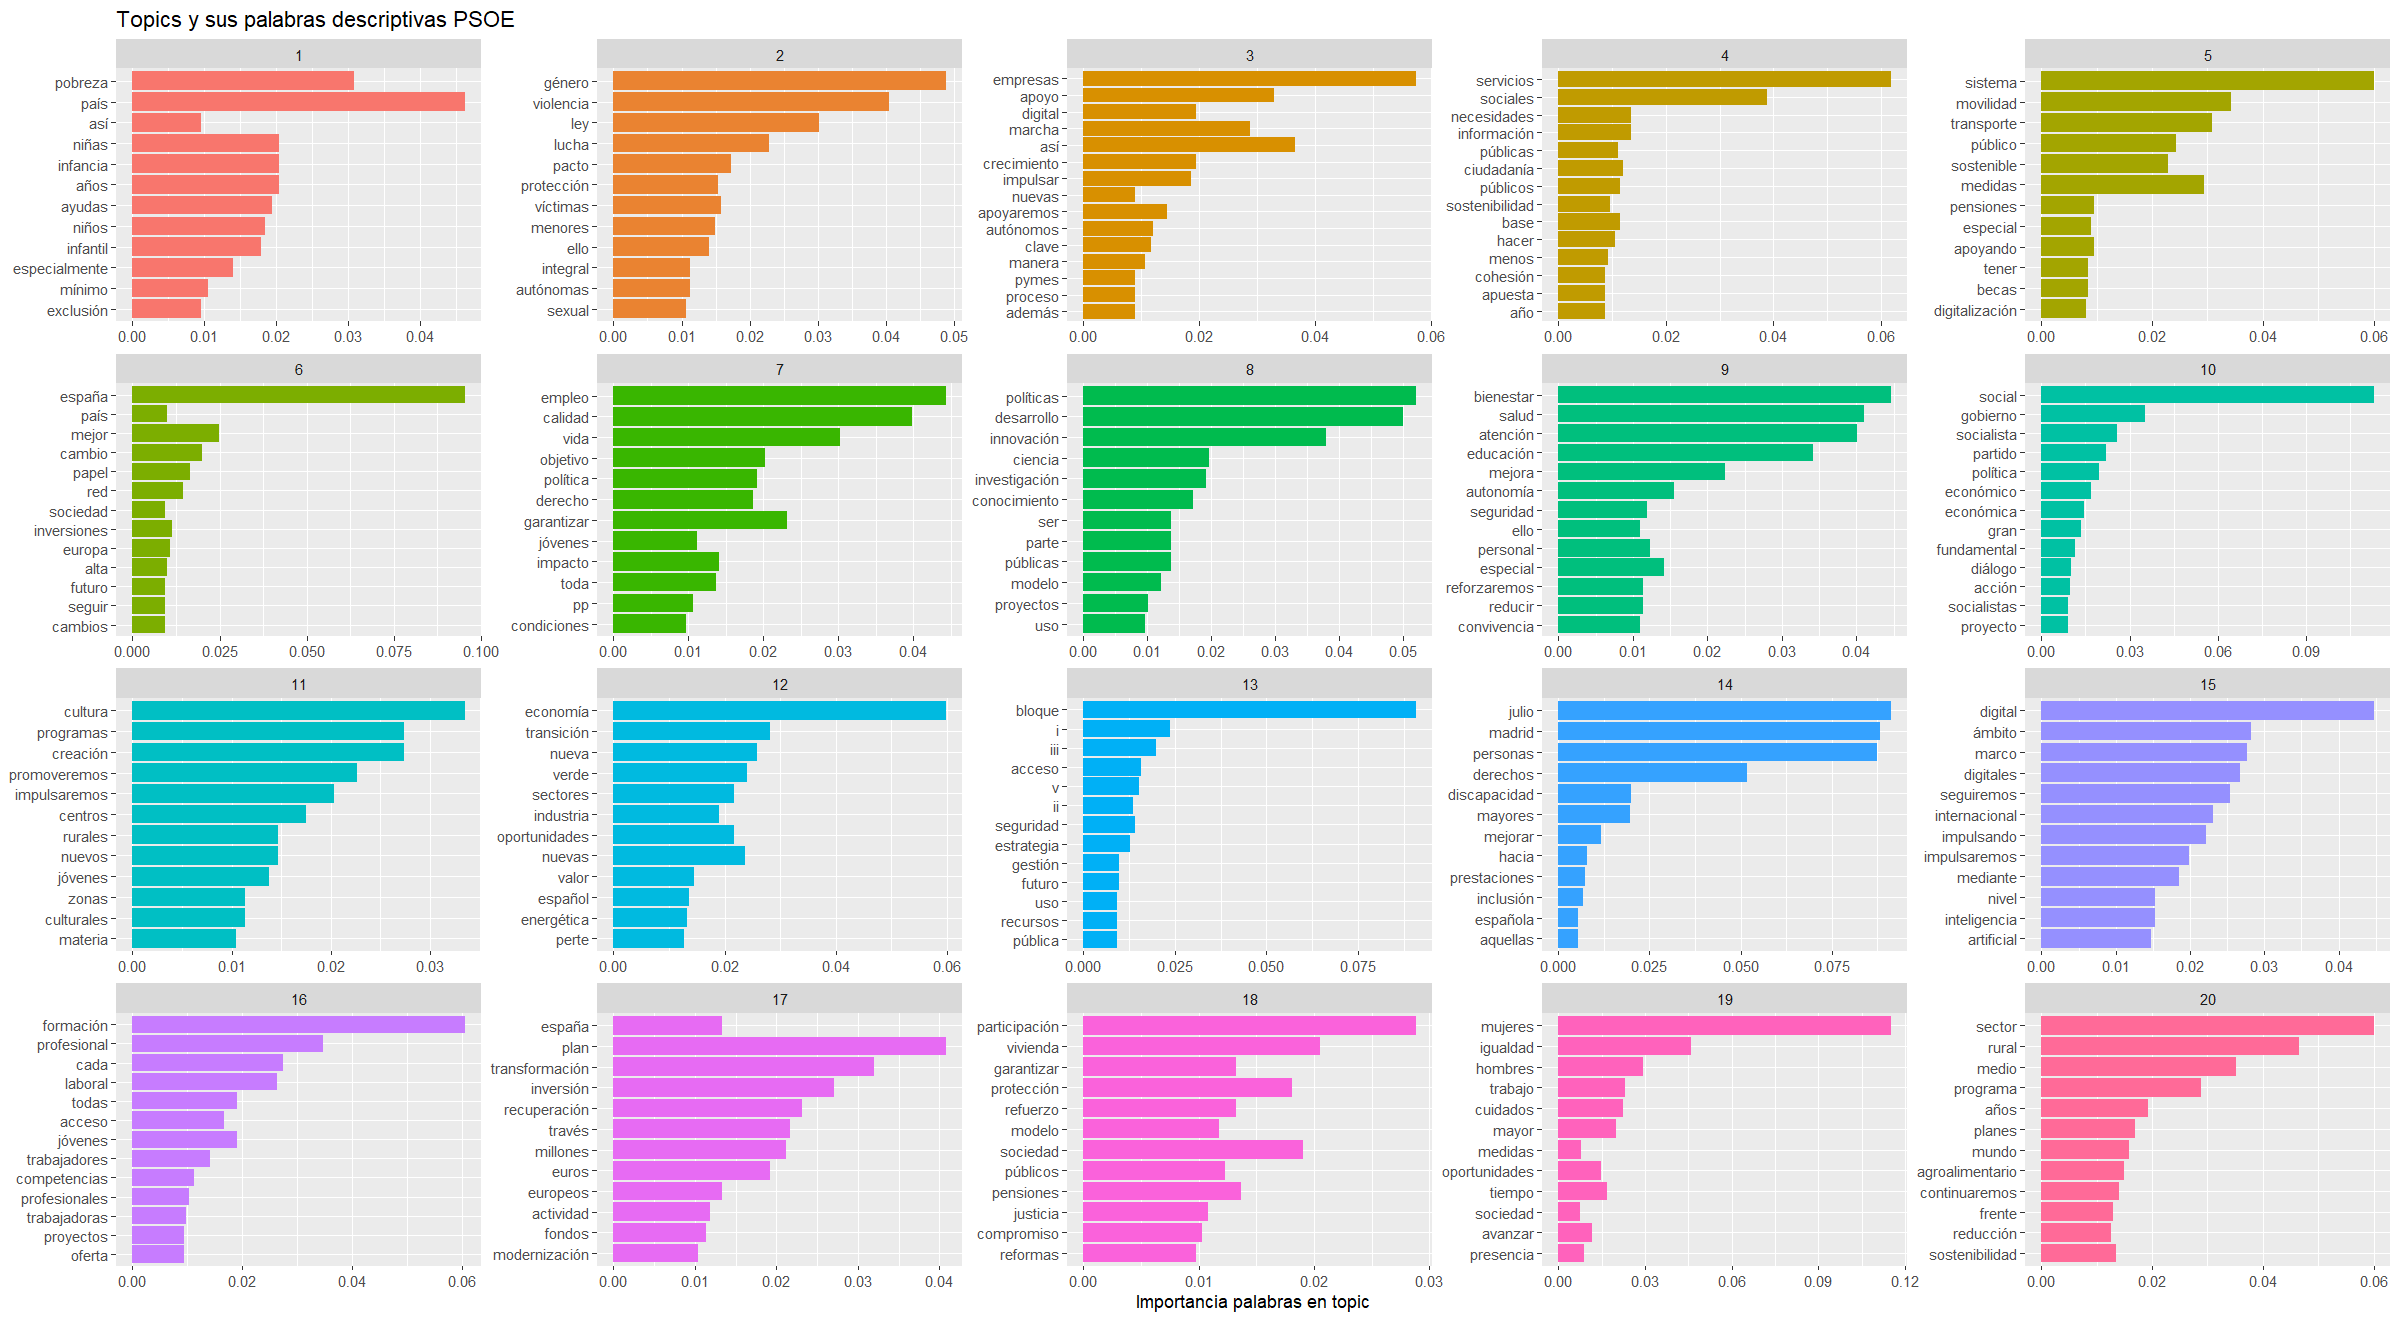 Topics y sus palabras descriptivas PSOE
1
pobreza
país
así
niñas
infancia
años
ayudas
niños
infantil
especialmente
mínimo
exclusión
0.00 0.01 0.02 0.03 0.04
2
género
violencia
ley
lucha
pacto
protección
víctimas
menores
ello
integral
autónomas
sexual
0.00 0.01 0.02 0.03 0.04 0.05
3
empresas
apoyo
digital
marcha
así
crecimiento
impulsar
nuevas
apoyaremos
autónomos
clave
manera
pymes
proceso
además
0.00 0.02 0.04 0.06
4
servicios
sociales
necesidades
información
públicas
ciudadanía
públicos
sostenibilidad
base
hacer
menos
cohesión
apuesta
año
0.00 0.02 0.04 0.06
5
sistema
movilidad
transporte
público
sostenible
medidas
pensiones
especial
apoyando
tener
becas
digitalización
0.00 0.02 0.04 0.06
6
españa
país
mejor
cambio
papel
red
sociedad
inversiones
europa
alta
futuro
seguir
cambios
0.000 0.025 0.050 0.075 0.100
7
empleo
calidad
vida
objetivo
política
derecho
garantizar
jóvenes
impacto
toda
pp
condiciones
0.00 0.01 0.02 0.03 0.04
8
políticas
desarrollo
innovación
ciencia
investigación
conocimiento
ser
parte
públicas
modelo
proyectos
uso
0.00 0.01 0.02 0.03 0.04 0.05
9
bienestar
salud
atención
educación
mejora
autonomía
seguridad
ello
personal
especial
reforzaremos
reducir
convivencia
0.00 0.01 0.02 0.03 0.04
10
social
gobierno
socialista
partido
política
económico
económica
gran
fundamental
diálogo
acción
socialistas
proyecto
0.00 0.03 0.06 0.09
11
cultura
programas
creación
promoveremos
impulsaremos
centros
rurales
nuevos
jóvenes
zonas
culturales
materia
0.00 0.01 0.02 0.03
12
economía
transición
nueva
verde
sectores
industria
oportunidades
nuevas
valor
español
energética
perte
0.00 0.02 0.04 0.06
13
bloque
i
iii
acceso
v
ii
seguridad
estrategia
gestión
futuro
uso
recursos
pública
0.000 0.025 0.050 0.075
14
julio
madrid
personas
derechos
discapacidad
mayores
mejorar
hacia
prestaciones
inclusión
española
aquellas
0.000 0.025 0.050 0.075
15
digital
ámbito
marco
digitales
seguiremos
internacional
impulsando
impulsaremos
mediante
nivel
inteligencia
artificial
0.00 0.01 0.02 0.03 0.04
16
formación
profesional
cada
laboral
todas
acceso
jóvenes
trabajadores
competencias
profesionales
trabajadoras
proyectos
oferta
0.00 0.02 0.04 0.06
17
españa
plan
transformación
inversión
recuperación
través
millones
euros
europeos
actividad
fondos
modernización
0.00 0.01 0.02 0.03 0.04
18
participación
vivienda
garantizar
protección
refuerzo
modelo
sociedad
públicos
pensiones
justicia
compromiso
reformas
0.00 0.01 0.02 0.03
19
mujeres
igualdad
hombres
trabajo
cuidados
mayor
medidas
oportunidades
tiempo
sociedad
avanzar
presencia
0.00 0.03 0.06 0.09 0.12
20
sector
rural
medio
programa
años
planes
mundo
agroalimentario
continuaremos
frente
reducción
sostenibilidad
0.00 0.02 0.04 0.06
Importancia palabras en topic